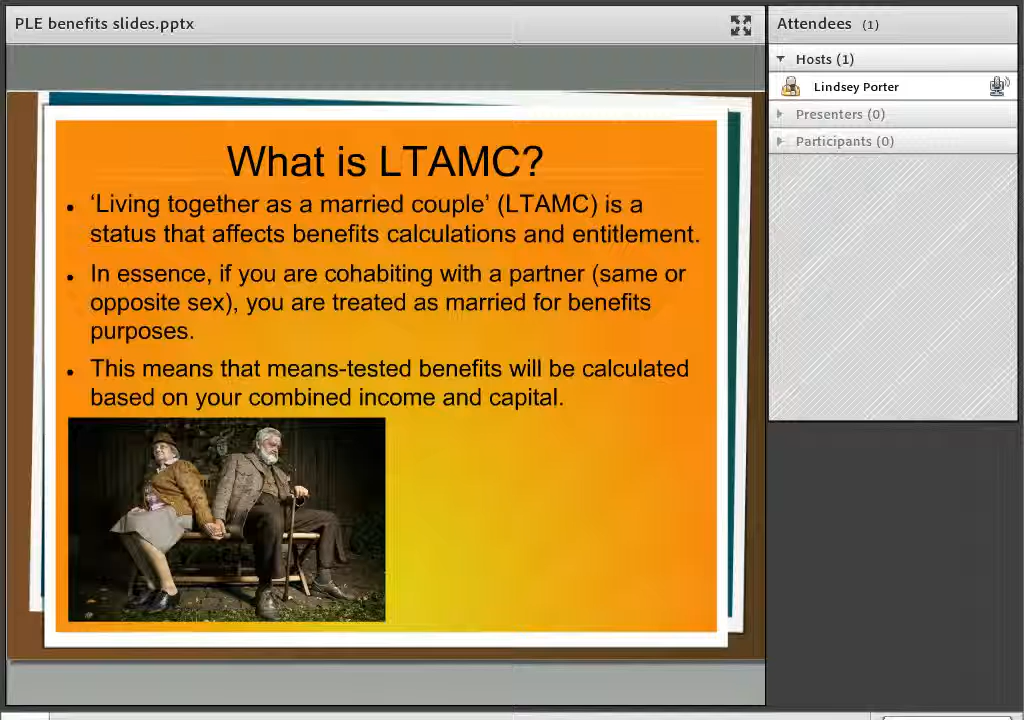 PLE benefits slides.pptx
Attendees (1)
Hosts (1)
Lindsey Porter
Presenters (0)
Participants (0)
What is LTAMC?
• ‘Living together as a married couple’ (LTAMC) is a
status that affects benefits calculations and entitlement.
• In essence, if you are cohabiting with a partner (same or
opposite sex), you are treated as married for benefits
purposes.
• This means that means-tested benefits will be calculated
based on your combined income and capital.